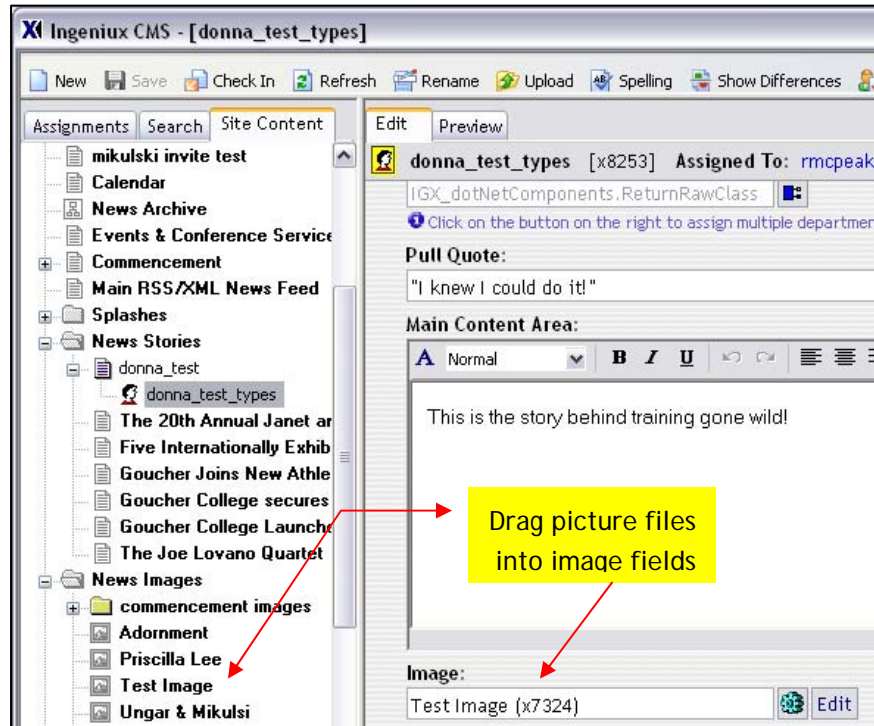 Ingeniux CMS - [donna_test_types]
New Save Check In Refresh Rename Upload Spelling Show Differences
Assignments Search Site Content
mikulski invite test
Calendar
News Archive
Events & Conference Service
Commencement
Main RSS/XML News Feed
Splashes
News Stories
donna_test
donna_test_types
The 20th Annual Janet ar
Five Internationally Exhib
Goucher Joins New Athle
Goucher College secures
Goucher College Launche
The Joe Lovano Quartet
News Images
commencement images
Adornment
Priscilla Lee
Test Image
Ungar & Mikulsi
Edit Preview
donna_test_types [x8253] Assigned To: rmcpeak
IGX_dotNetComponents.ReturnRawClass
Click on the button on the right to assign multiple departmen
Pull Quote:
"I knew I could do it!"
Main Content Area:
A Normal B I U
This is the story behind training gone wild!
Drag picture files
into image fields
Image:
Test Image (x7324) Edit